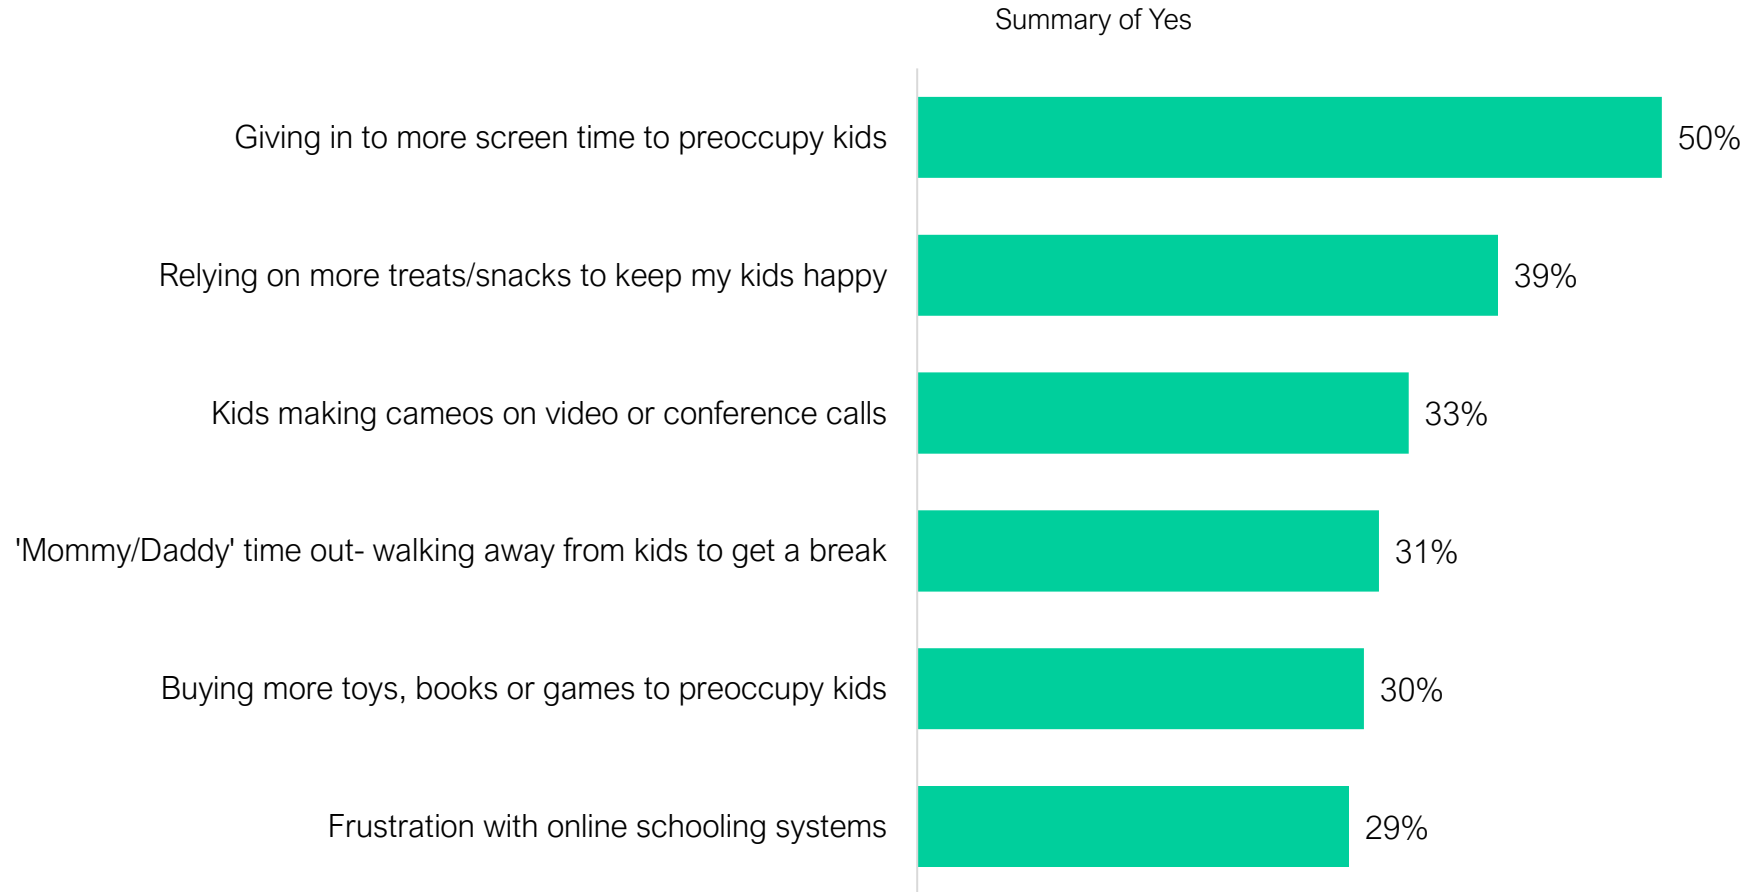 Summary of Yes
Giving in to more screen time to preoccupy kids 50%
Relying on more treats/snacks to keep my kids happy 39%
Kids making cameos on video or conference calls 33%
'Mommy/Daddy' time out- walking away from kids to get a break 31%
Buying more toys, books or games to preoccupy kids 30%
Frustration with online schooling systems 29%